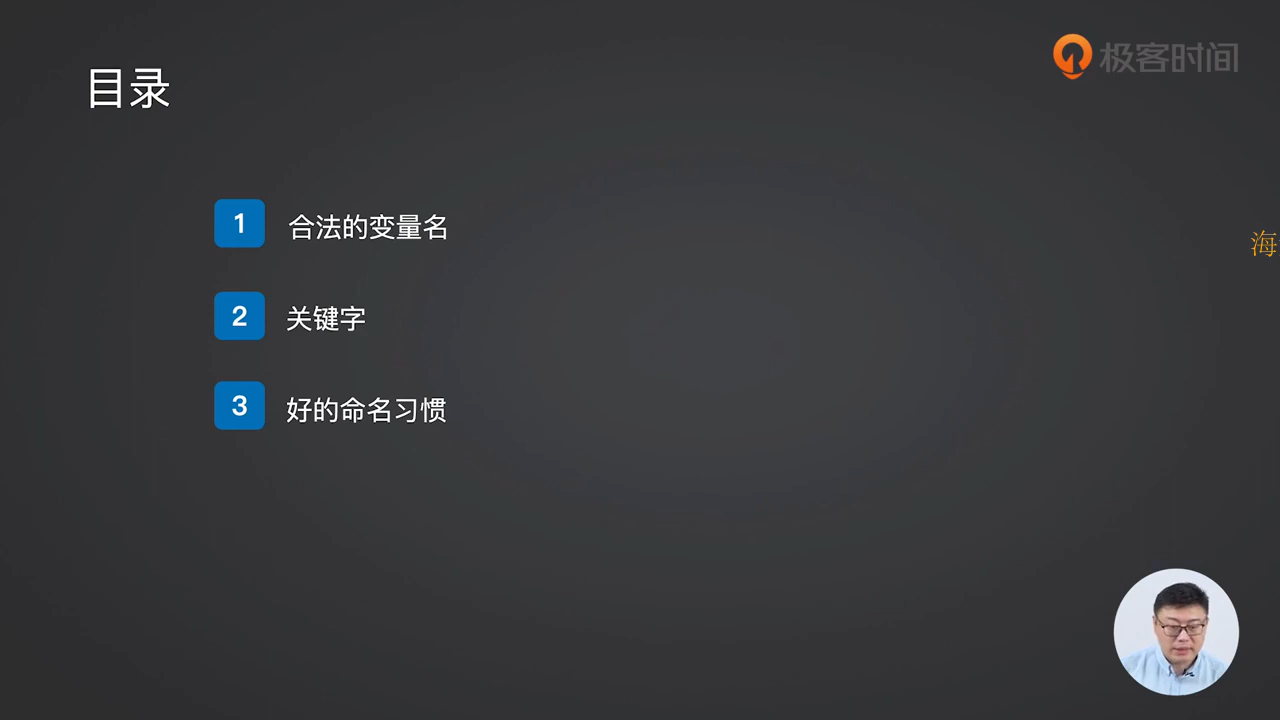 极客时间
目录
1 合法的变量名
海
2 关键字
3 好的命名习惯